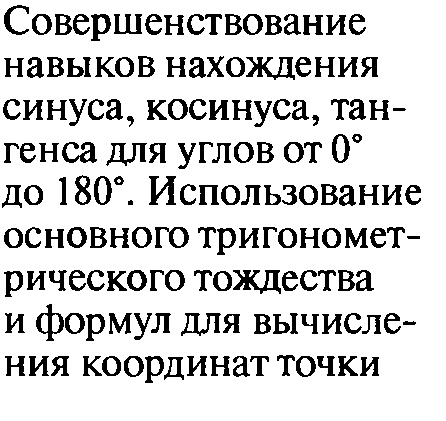 Совершенствование
навыков нахождения
синуса, косинуса, тан-
генса для углов от 0°
до 180°. Использование
основного тригономет-
рического тождества
и формул для вычисле-
ния координат точки